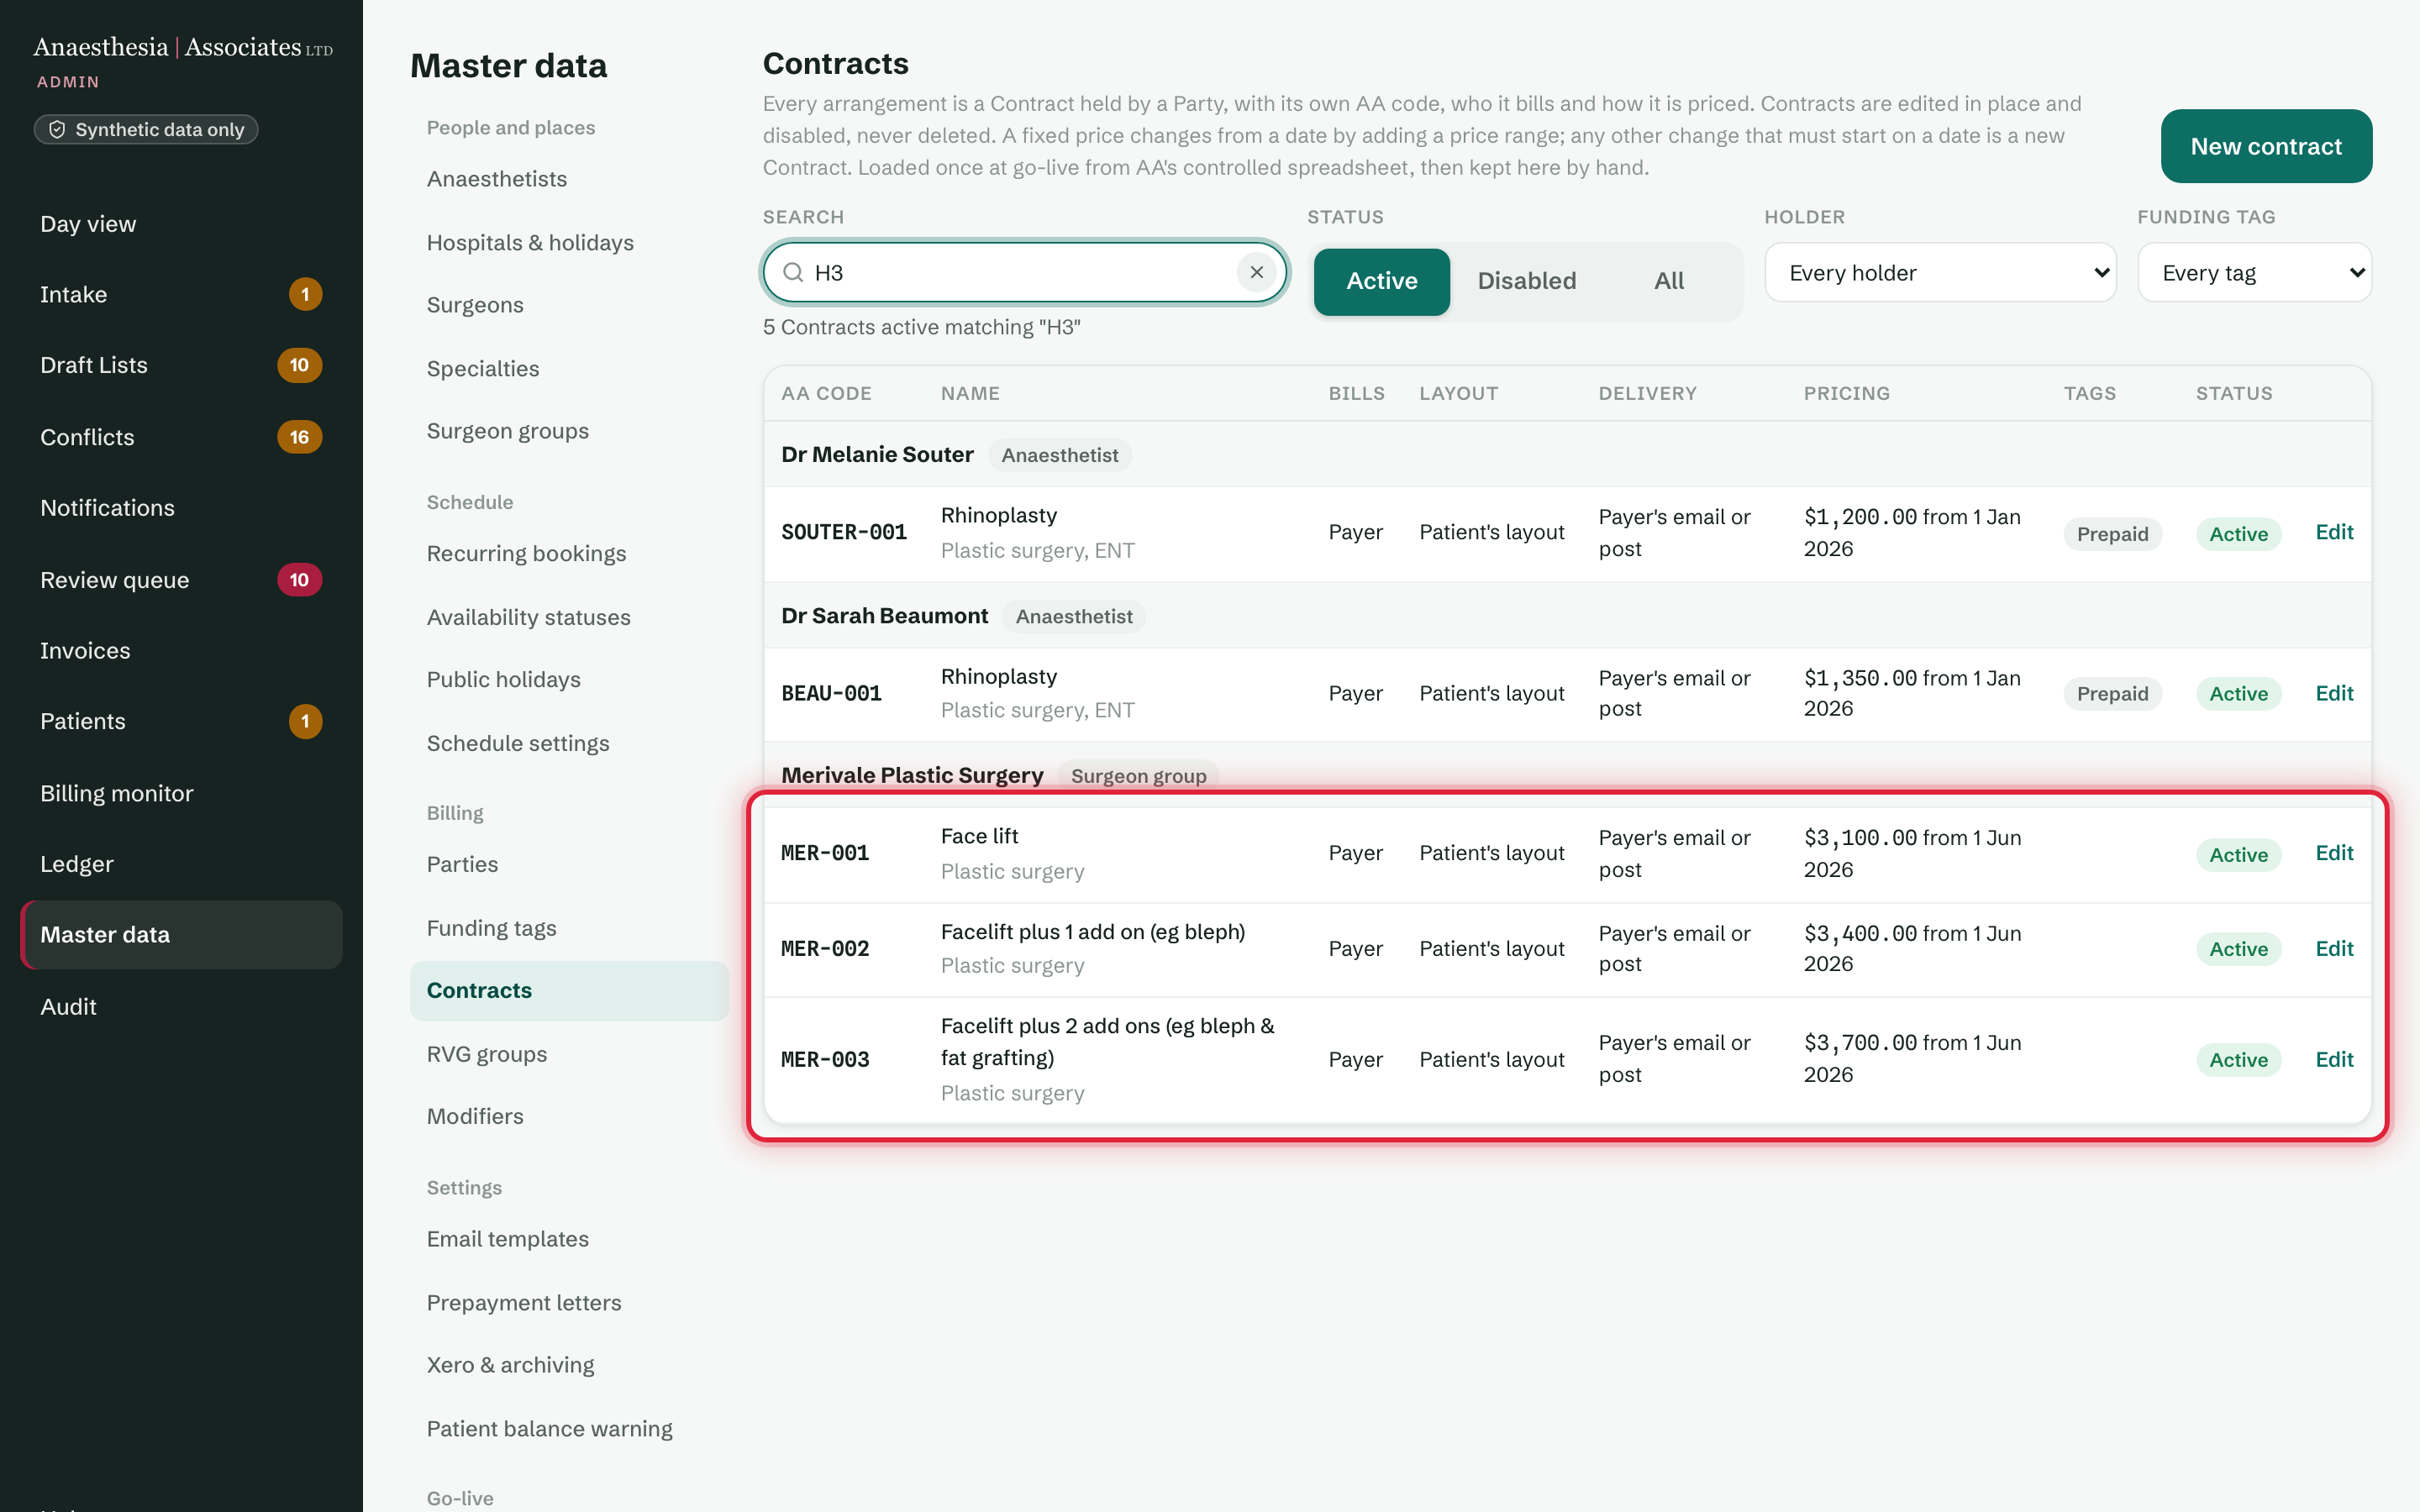 Anaesthesia | Associates LTD
ADMIN
Synthetic data only
Day view
Intake 1
Draft Lists 10
Conflicts 16
Notifications
Review queue 10
Invoices
Patients 1
Billing monitor
Ledger
Master data
Audit
Master data
People and places
Anaesthetists
Hospitals & holidays
Surgeons
Specialties
Surgeon groups
Schedule
Recurring bookings
Availability statuses
Public holidays
Schedule settings
Billing
Parties
Funding tags
Contracts
RVG groups
Modifiers
Settings
Email templates
Prepayment letters
Xero & archiving
Patient balance warning
Go-live
Contracts
Every arrangement is a Contract held by a Party, with its own AA code, who it bills and how it is priced. Contracts are edited in place and
disabled, never deleted. A fixed price changes from a date by adding a price range; any other change that must start on a date is a new
Contract. Loaded once at go-live from AA's controlled spreadsheet, then kept here by hand.
New contract
SEARCH STATUS HOLDER FUNDING TAG
H3 Active Disabled All Every holder Every tag
5 Contracts active matching "H3"
AA CODE NAME BILLS LAYOUT DELIVERY PRICING TAGS STATUS
Dr Melanie Souter Anaesthetist
SOUTER-001 Rhinoplasty Payer Patient's layout Payer's email or $1,200.00 from 1 Jan Prepaid Active Edit
Plastic surgery, ENT post 2026
Dr Sarah Beaumont Anaesthetist
BEAU-001 Rhinoplasty Payer Patient's layout Payer's email or $1,350.00 from 1 Jan Prepaid Active Edit
Plastic surgery, ENT post 2026
Merivale Plastic Surgery Surgeon group
MER-001 Face lift Payer Patient's layout Payer's email or $3,100.00 from 1 Jun Active Edit
Plastic surgery post 2026
MER-002 Facelift plus 1 add on (eg bleph) Payer Patient's layout Payer's email or $3,400.00 from 1 Jun Active Edit
Plastic surgery post 2026
MER-003 Facelift plus 2 add ons (eg bleph & Payer Patient's layout Payer's email or $3,700.00 from 1 Jun Active Edit
fat grafting) post 2026
Plastic surgery